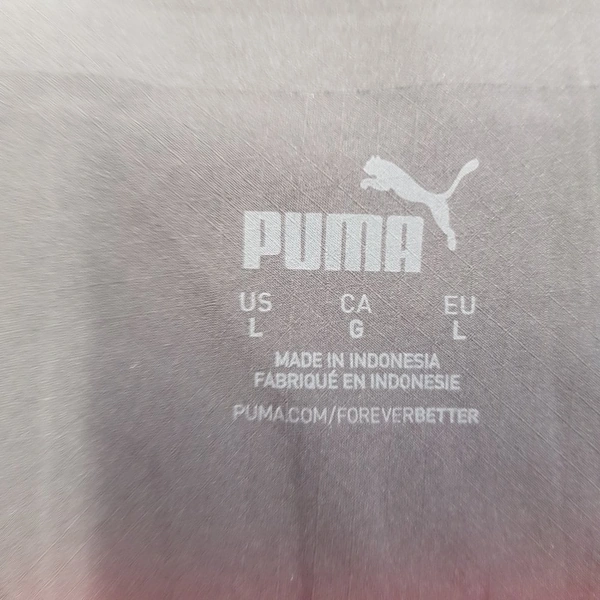 PUMA
US CA EU
L G L
MADE IN INDONESIA
FABRIQUÉ EN INDONESIE
PUMA.COM/FOREVERBETTER